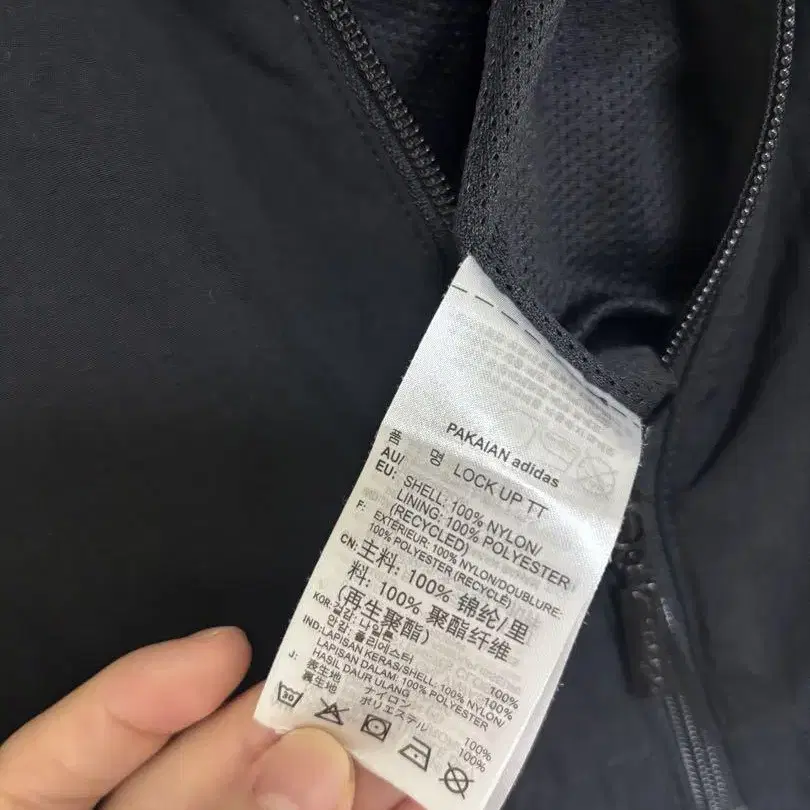 PAKAIAN adidas
품 명 LOCK UP TT
AU/
EU: SHELL: 100% NYLON/
LINING: 100% POLYESTER
(RECYCLED)
F: EXTERIEUR: 100% NYLON/DOUBLURE:
100% POLYESTER (RECYCLE)
CN: 主料: 100% 锦纶/里
料: 100% 聚酯纤维
(再生聚酯)
KOR: 겉감: 나일론 100%
안감: 폴리에스터 100%
IND: LAPISAN KERAS/SHELL: 100% NYLON/
LAPISAN DALAM: 100% POLYESTER
HASIL DAUR ULANG
J: 表生地 ナイロン 100%
裏生地 ポリエステル 100%